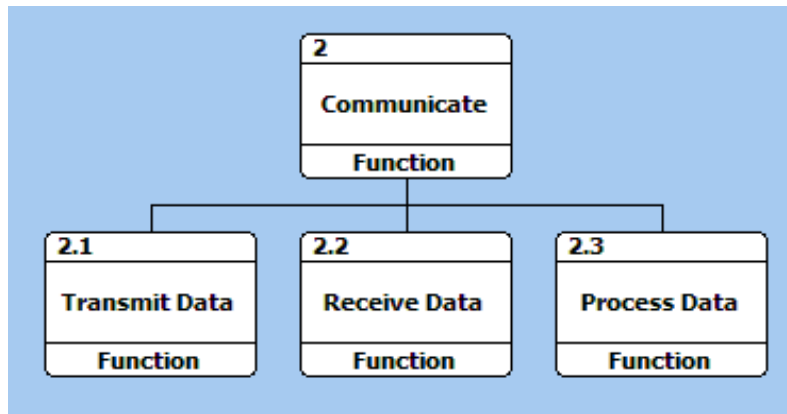 2
Communicate
Function
2.1
Transmit Data
Function
2.2
Receive Data
Function
2.3
Process Data
Function